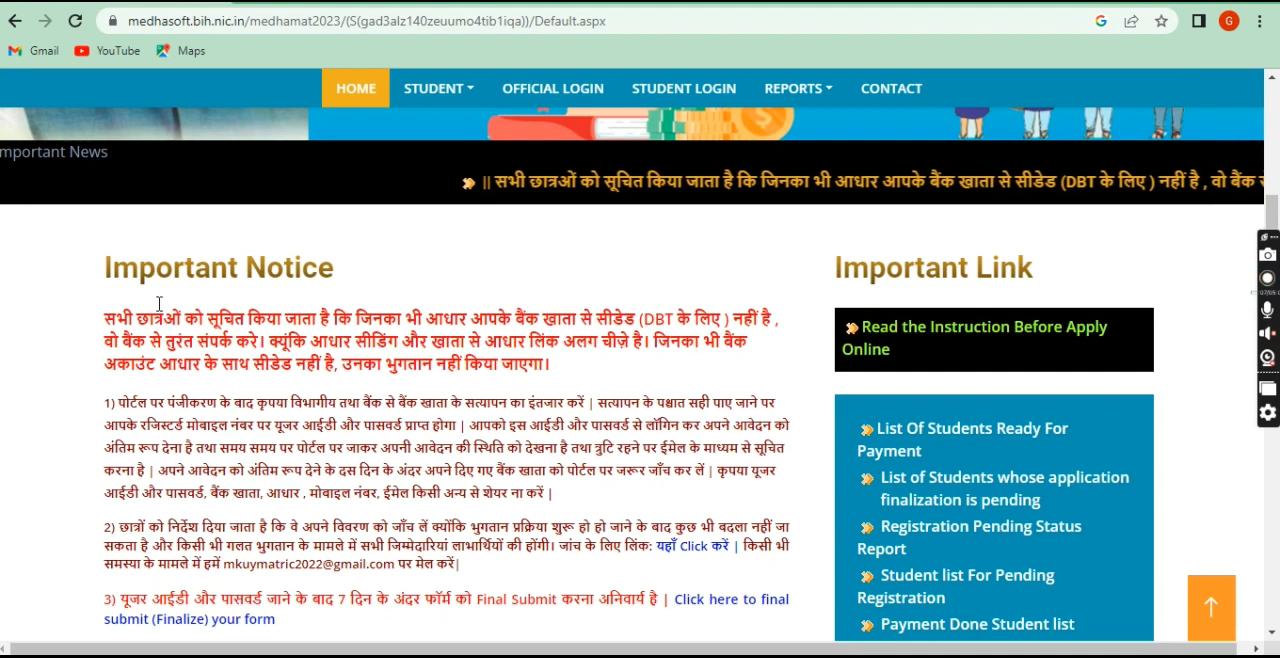 medhasoft.bih.nic.in/medhamat2023/(S(gad3alz140zeuumo4tib1iqa))/Default.aspx
G
Gmail YouTube Maps
HOME STUDENT OFFICIAL LOGIN STUDENT LOGIN REPORTS CONTACT
mportant News
|| सभी छात्रओं को सूचित किया जाता है कि जिनका भी आधार आपके बैंक खाता से सीडेड (DBT के लिए ) नहीं है , वो बैंक
Important Notice
सभी छात्रओं को सूचित किया जाता है कि जिनका भी आधार आपके बैंक खाता से सीडेड (DBT के लिए ) नहीं है ,
वो बैंक से तुरंत संपर्क करे। क्यूंकि आधार सीडिंग और खाता से आधार लिंक अलग चीज़े है। जिनका भी बैंक
अकाउंट आधार के साथ सीडेड नहीं है, उनका भुगतान नहीं किया जाएगा।
1) पोर्टल पर पंजीकरण के बाद कृपया विभागीय तथा बैंक से बैंक खाता के सत्यापन का इंतजार करें | सत्यापन के पश्चात सही पाए जाने पर
आपके रजिस्टर्ड मोबाइल नंबर पर यूजर आईडी और पासवर्ड प्राप्त होगा | आपको इस आईडी और पासवर्ड से लॉगिन कर अपने आवेदन को
अंतिम रूप देना है तथा समय समय पर पोर्टल पर जाकर अपनी आवेदन की स्थिति को देखना है तथा त्रुटि रहने पर ईमेल के माध्यम से सूचित
करना है | अपने आवेदन को अंतिम रूप देने के दस दिन के अंदर अपने दिए गए बैंक खाता को पोर्टल पर जरूर जाँच कर लें | कृपया यूजर
आईडी और पासवर्ड, बैंक खाता, आधार , मोबाइल नंबर, ईमेल किसी अन्य से शेयर ना करें |
2) छात्रों को निर्देश दिया जाता है कि वे अपने विवरण को जाँच लें क्योंकि भुगतान प्रक्रिया शुरू हो हो जाने के बाद कुछ भी बदला नहीं जा
सकता है और किसी भी गलत भुगतान के मामले में सभी जिम्मेदारियां लाभार्थियों की होंगी। जांच के लिए लिंक: यहाँ Click करें | किसी भी
समस्या के मामले में हमें mkuymatric2022@gmail.com पर मेल करें|
3) यूजर आईडी और पासवर्ड जाने के बाद 7 दिन के अंदर फॉर्म को Final Submit करना अनिवार्य है | Click here to final
submit (Finalize) your form
Important Link
Read the Instruction Before Apply
Online
List Of Students Ready For
Payment
List of Students whose application
finalization is pending
Registration Pending Status
Report
Student list For Pending
Registration
Payment Done Student list